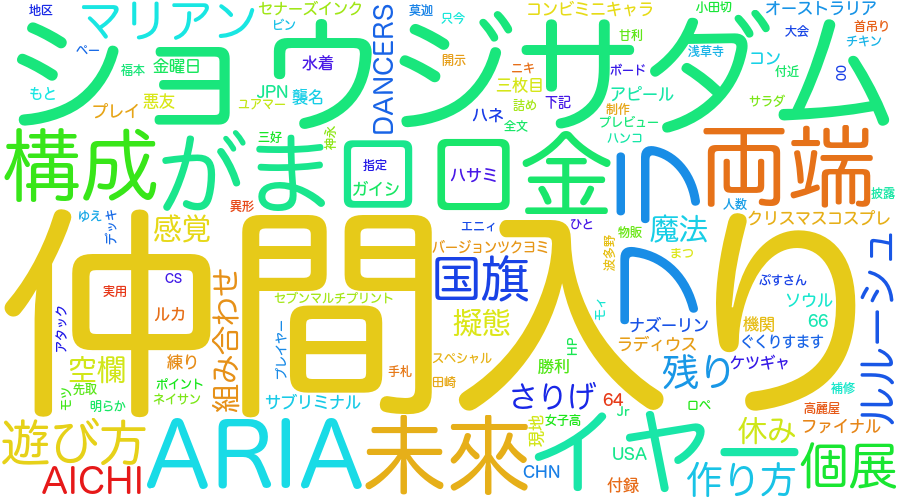 地区
マリアン
セナーズインク
DANCERS
莫迦
只今
コンビミニキャラ
小田切
オーストラリア
首吊り
ペー
ピン
ショウジサダム
開示
甘利
大会
チキン
浅草寺
コン
付近
00
もと
福本
金曜日
JPN
水着
襲名
ユアマー
ニキ
ボード
三枚目
アピール
サラダ
プレイ
悪友
ハネ
詰め
下記
制作
プレビュー
全文
ハンコ
構成
がま口口金
三好
神永
指定
ガイシ
ハサミ
両端
披露
異形
人数
ゆえ
デッキ
感覚
エニィ
ひと
魔法
クリスマスコスプレ
バージョンツクヨミ
物販
波多野
まつ
仲間入り
CS
国旗
ぷすさん
ソウル
66
実用
ルカ
組み合わせ
セブンマルチプリント
擬態
モィ
ナズーリン
機関
ルルーシュ
アタック
プレイヤー
HP
ラディウス
ぐくりすます
練り
空欄
スペシャル
勝利
残り
ケツギャ
手札
田崎
ポイント
先取
ネイサン
モッ
明らか
サブリミナル
さりげ
64
Jr
ロペ
補修
高麗屋
女子高
現地
ファイナル
遊び方
ARIA
未來
イヤー
休み
個展
AICHI
CHN
USA
付録
作り方